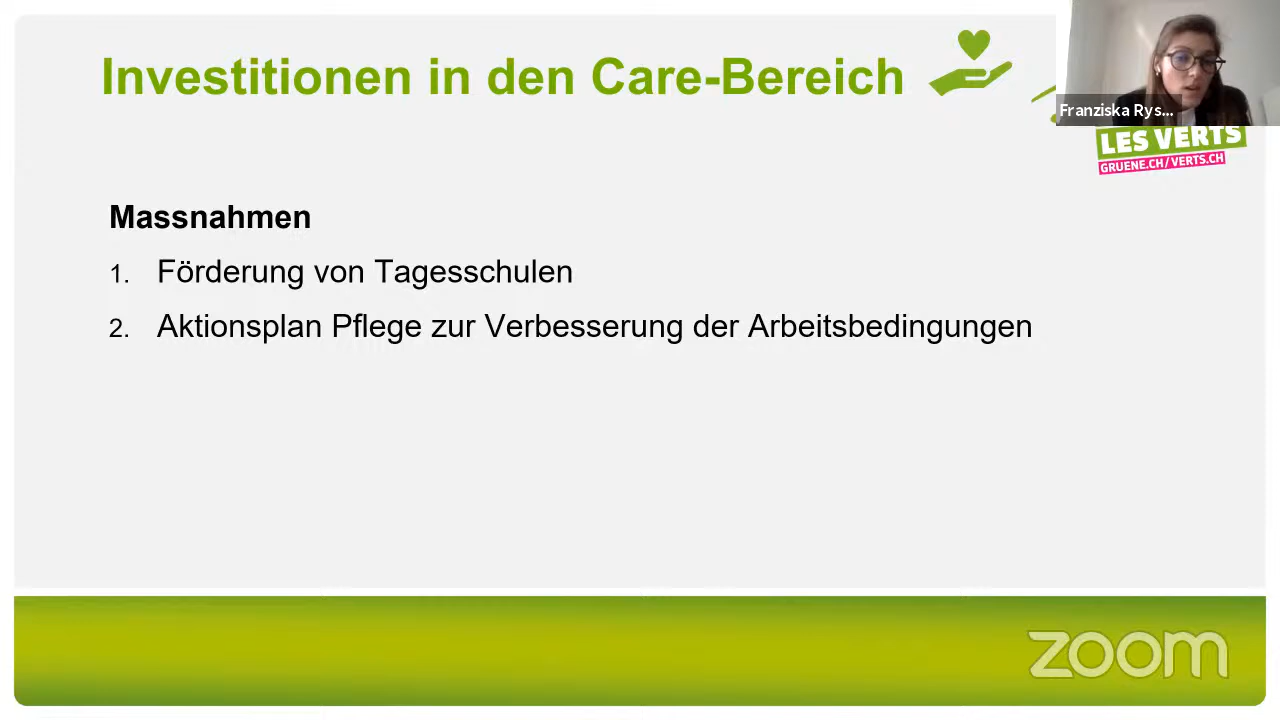 Investitionen in den Care-Bereich
Franziska Rys...
LES VERTS
GRUENE.CH/VERTS.CH
Massnahmen
1. Förderung von Tagesschulen
2. Aktionsplan Pflege zur Verbesserung der Arbeitsbedingungen
zoom